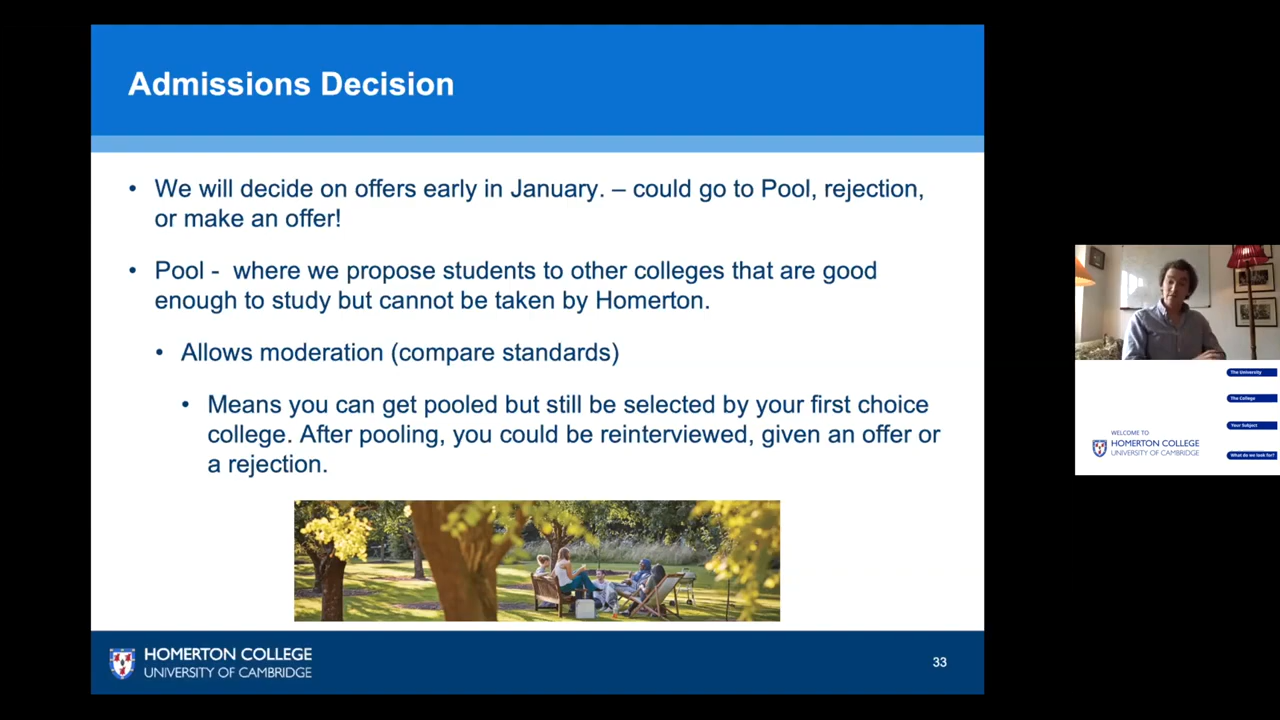 Admissions Decision
• We will decide on offers early in January. – could go to Pool, rejection,
or make an offer!
• Pool - where we propose students to other colleges that are good
enough to study but cannot be taken by Homerton.
• Allows moderation (compare standards)
• Means you can get pooled but still be selected by your first choice
college. After pooling, you could be reinterviewed, given an offer or
a rejection.
HOMERTON COLLEGE
UNIVERSITY OF CAMBRIDGE
33
The University
The College
Your Subject
What do we look for?
WELCOME TO
HOMERTON COLLEGE
UNIVERSITY OF CAMBRIDGE